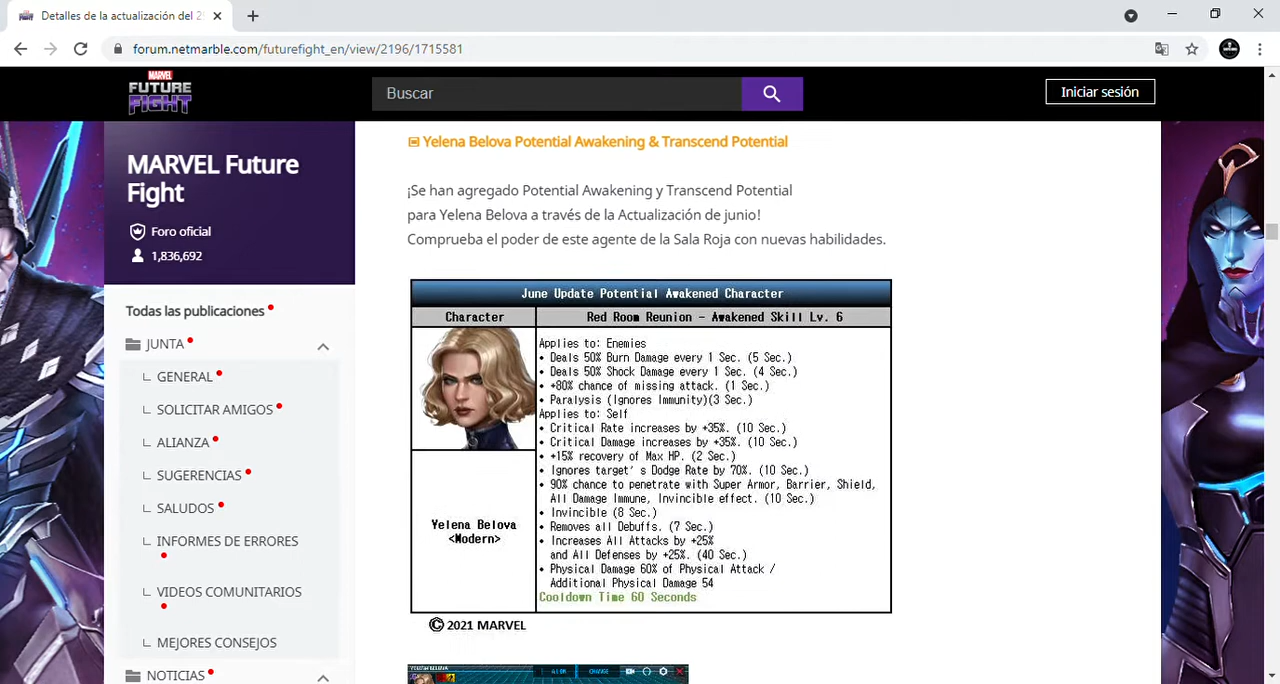 Detalles de la actualización del 2
forum.netmarble.com/futurefight_en/view/2196/1715581
MARVEL
FUTURE
FIGHT
Buscar
Iniciar sesión
MARVEL Future
Fight
Foro oficial
1,836,692
Todas las publicaciones
JUNTA
GENERAL
SOLICITAR AMIGOS
ALIANZA
SUGERENCIAS
SALUDOS
INFORMES DE ERRORES
VIDEOS COMUNITARIOS
MEJORES CONSEJOS
NOTICIAS
Yelena Belova Potential Awakening & Transcend Potential
¡Se han agregado Potential Awakening y Transcend Potential
para Yelena Belova a través de la Actualización de junio!
Comprueba el poder de este agente de la Sala Roja con nuevas habilidades.
June Update Potential Awakened Character
Character
Red Room Reunion - Awakened Skill Lv. 6
Yelena Belova
<Modern>
Applies to: Enemies
• Deals 50% Burn Damage every 1 Sec. (5 Sec.)
• Deals 50% Shock Damage every 1 Sec. (4 Sec.)
• +80% chance of missing attack. (1 Sec.)
• Paralysis (Ignores Immunity)(3 Sec.)
Applies to: Self
• Critical Rate increases by +35%. (10 Sec.)
• Critical Damage increases by +35%. (10 Sec.)
• +15% recovery of Max HP. (2 Sec.)
• Ignores target's Dodge Rate by 70%. (10 Sec.)
• 90% chance to penetrate with Super Armor, Barrier, Shield,
All Damage Immune, Invincible effect. (10 Sec.)
• Invincible (8 Sec.)
• Removes all Debuffs. (7 Sec.)
• Increases All Attacks by +25%
and All Defenses by +25%. (40 Sec.)
• Physical Damage 60% of Physical Attack /
Additional Physical Damage 54
Cooldown Time 60 Seconds
© 2021 MARVEL
CHANGE